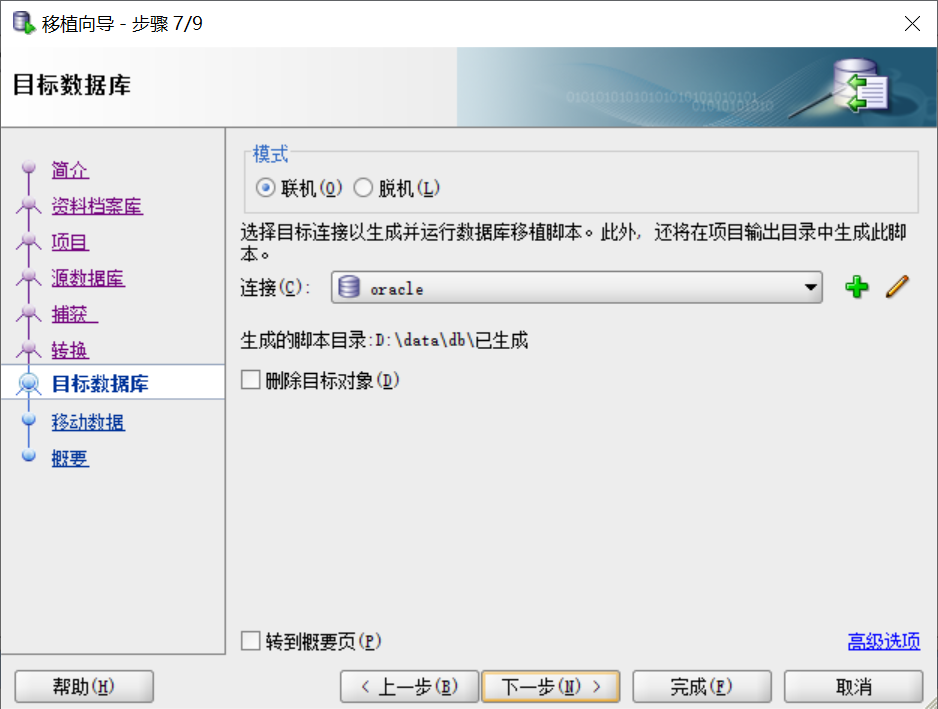 移植向导 - 步骤 7/9
目标数据库
0101010101010101010101010101
01010101010
简介
资料档案库
项目
源数据库
捕获
转换
目标数据库
移动数据
概要
模式
联机(O) 脱机(L)
选择目标连接以生成并运行数据库移植脚本。此外, 还将在项目输出目录中生成此脚
本。
连接(C): oracle
生成的脚本目录:D:\data\db\已生成
删除目标对象(D)
转到概要页(P)
高级选项
帮助(H) < 上一步(B) 下一步(N) > 完成(F) 取消